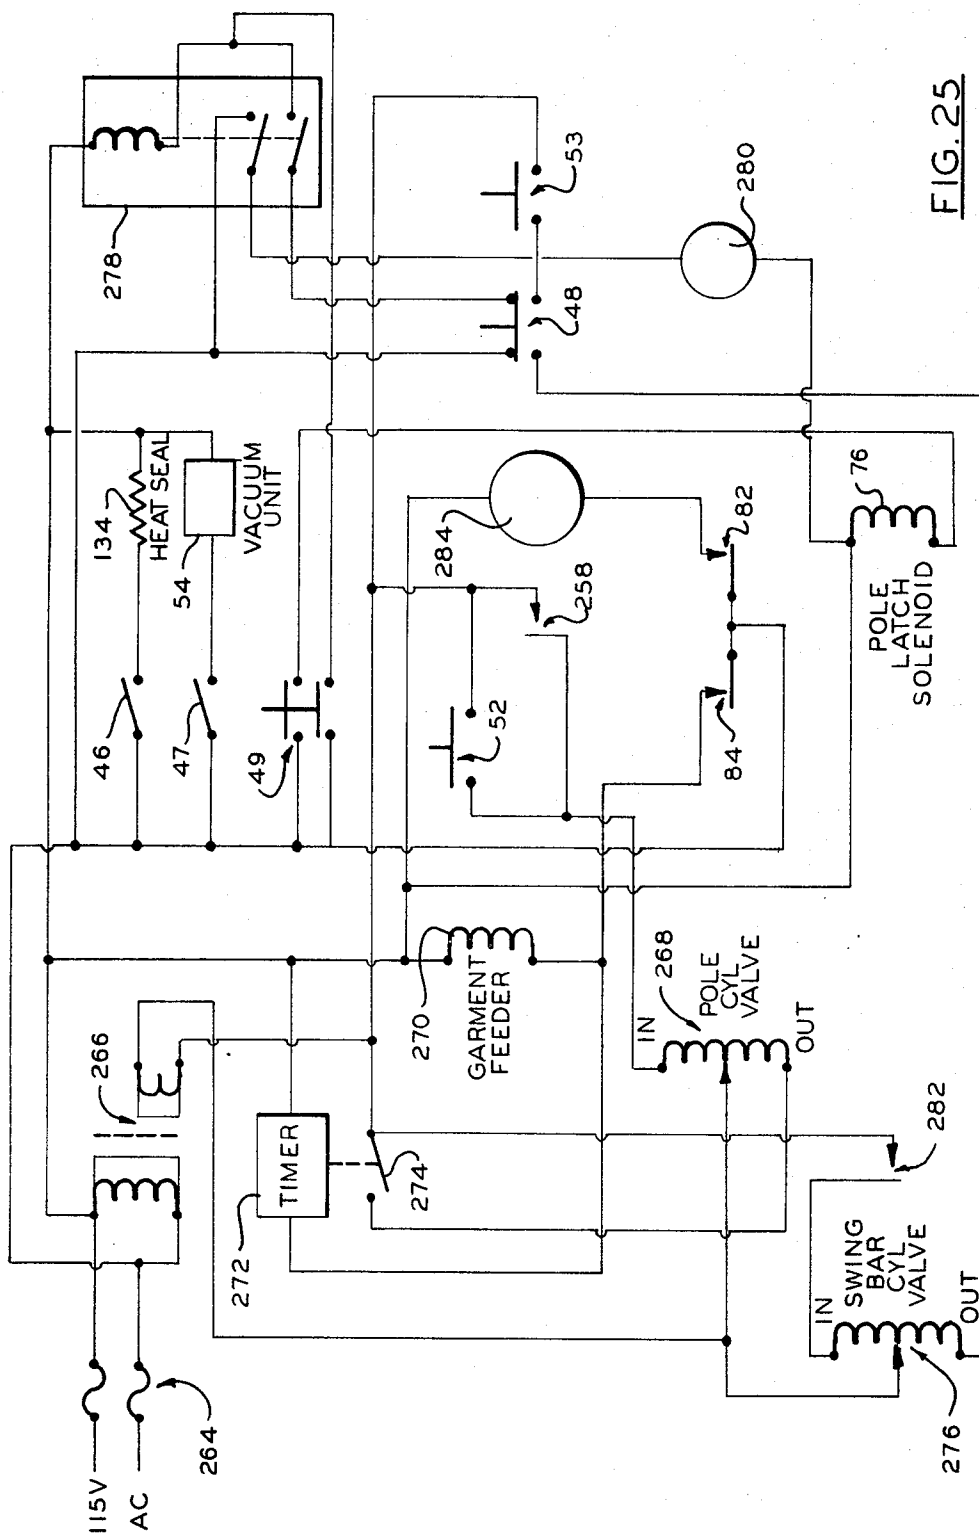 115V
AC
264
266
272
TIMER
274
270
GARMENT
FEEDER
46
47
49
134
HEAT SEAL
54
VACUUM
UNIT
278
52
258
284
48
53
280
84
82
76
POLE
LATCH
SOLENOID
268
IN
POLE
CYL
VALVE
OUT
282
IN
SWING
BAR
CYL
VALVE
OUT
276
FIG. 25